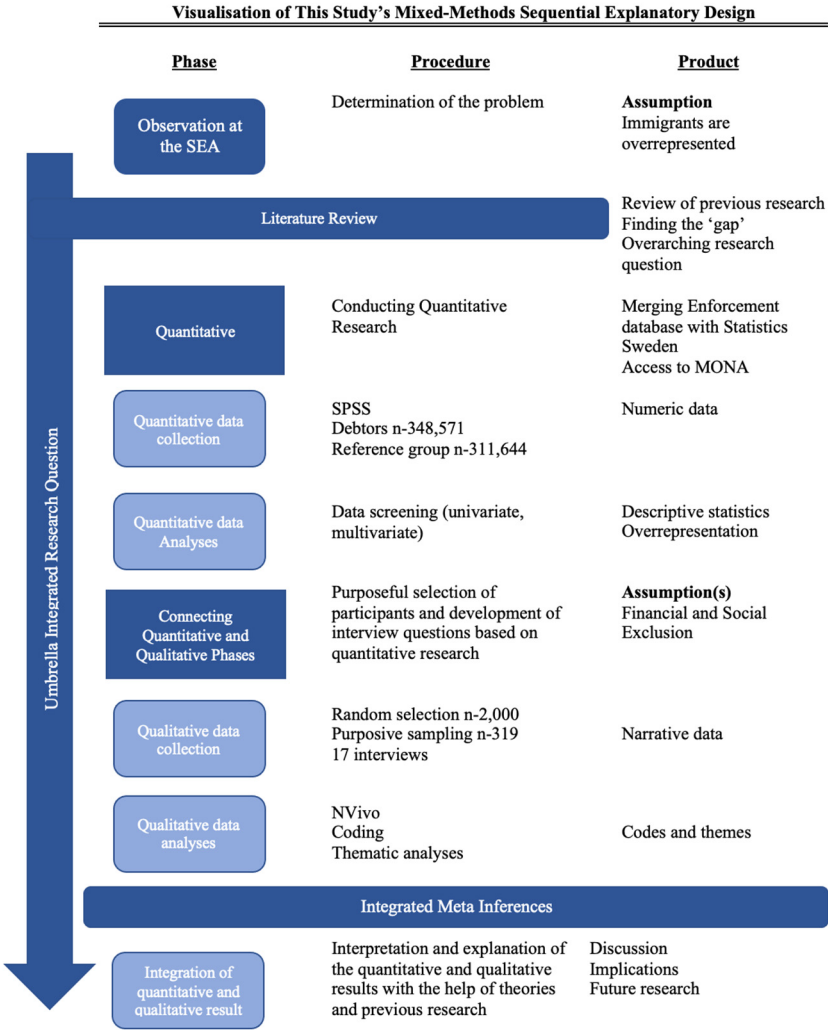 Visualisation of This Study's Mixed-Methods Sequential Explanatory Design
Phase
Procedure
Product
Observation at
the SEA
Determination of the problem
Assumption
Immigrants are
overrepresented
Literature Review
Review of previous research
Finding the ‘gap’
Overarching research
question
Quantitative
Conducting Quantitative
Research
Merging Enforcement
database with Statistics
Sweden
Access to MONA
Quantitative data
collection
SPSS
Debtors n-348,571
Reference group n-311,644
Numeric data
Quantitative data
Analyses
Data screening (univariate,
multivariate)
Descriptive statistics
Overrepresentation
Connecting
Quantitative and
Qualitative Phases
Purposeful selection of
participants and development of
interview questions based on
quantitative research
Assumption(s)
Financial and Social
Exclusion
Qualitative data
collection
Random selection n-2,000
Purposive sampling n-319
17 interviews
Narrative data
Qualitative data
analyses
NVivo
Coding
Thematic analyses
Codes and themes
Integrated Meta Inferences
Integration of
quantitative and
qualitative result
Interpretation and explanation of
the quantitative and qualitative
results with the help of theories
and previous research
Discussion
Implications
Future research
Umbrella Integrated Research Question